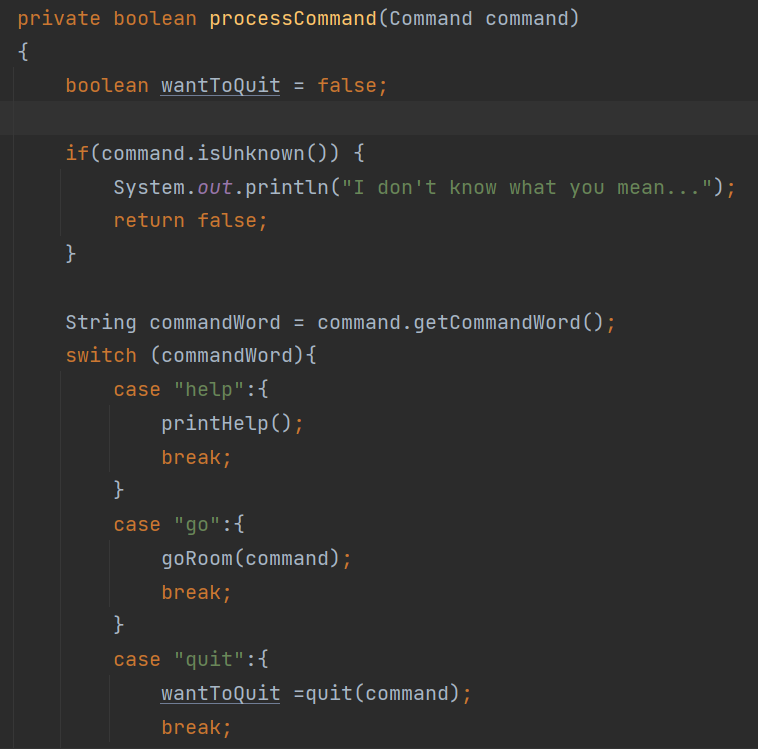 private boolean processCommand(Command command)
{
    boolean wantToQuit = false;

    if(command.isUnknown()) {
        System.out.println("I don't know what you mean...");
        return false;
    }

    String commandWord = command.getCommandWord();
    switch (commandWord){
        case "help":{
            printHelp();
            break;
        }
        case "go":{
            goRoom(command);
            break;
        }
        case "quit":{
            wantToQuit =quit(command);
            break;